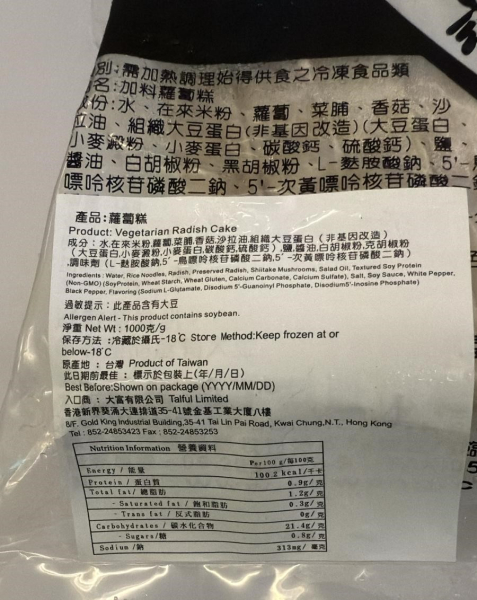 別:需加熱調理始得供食之冷凍食品類
名:加料蘿蔔糕
份:水、在來米粉、蘿蔔、菜脯、香菇、沙
拉油、組織大豆蛋白(非基因改造)(大豆蛋白、
小麥澱粉、小麥蛋白、碳酸鈣、硫酸鈣)、鹽、
醬油、白胡椒粉、黑胡椒粉、L-麩胺酸鈉、5'-
嘌呤核苷磷酸二鈉、5'-次黃嘌呤核苷磷酸二
產品:蘿蔔糕
Product: Vegetarian Radish Cake
成分:水在來米粉,蘿蔔,菜脯,香菇,沙拉油,組織大豆蛋白(非基因改造)
(大豆蛋白,小麥澱粉,小麥蛋白,碳酸鈣,硫酸鈣),鹽,醬油,白胡椒粉,克胡椒粉
,調味劑(L-麩胺酸鈉,5'-鳥嘌呤核苷磷酸二鈉,5'-次黃嘌呤核苷磷酸二鈉)
Ingredients: Water, Rice Noodles, Radish, Preserved Radish, Shiitake Mushrooms, Salad Oil, Textured Soy Protein
(Non-GMO) (SoyProtein, Wheat Starch, Wheat Gluten, Calcium Carbonate, Calcium Sulfate), Salt, Soy Sauce, White Pepper,
Black Pepper, Flavoring (Sodium L-Glutamate, Disodium 5'-Guanoinyl Phosphate, Disodium5'-Inosine Phosphate)
過敏提示:此產品含有大豆
Allergen Alert - This product contains soybean.
淨重 Net Wt : 1000克/g
保存方法 :冷藏於攝氏-18˚C Store Method:Keep frozen at or
below-18˚C
原產地 : 台灣 Product of Taiwan
此日期前最佳 : 標示於包裝上(年/月/日)
Best Before:Shown on package (YYYY/MM/DD)
入口商 : 大富有限公司 Taiful Limited
香港新界葵涌大連排道35-41號金基工業大廈八樓
8/F. Gold King Industrial Building,35-41 Tai Lin Pai Road, Kwai Chung,N.T., Hong Kong
Tel : 852-24853423 Fax : 852-24853253
Nutrition Information 營養資料
Per100 g/每100克
Energy / 能量 100.2 kcal/千卡
Protein / 蛋白質 0.9g/克
Total fat/ 總脂肪 1.2g/克
- Saturated fat / 飽和脂肪 0.3g/克
- Trans fat / 反式脂肪 0g/克
Carbohydrates / 碳水化合物 21.4g/克
- Sugars/糖 0.8g/克
Sodium /鈉 313mg/ 毫克